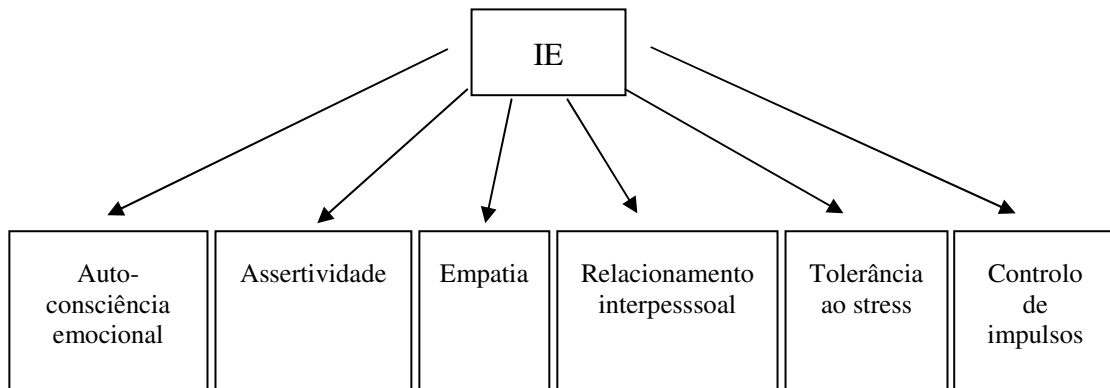 IE
Auto-
consciência
emocional
Assertividade
Empatia
Relacionamento
interpesssoal
Tolerância
ao stress
Controlo
de
impulsos